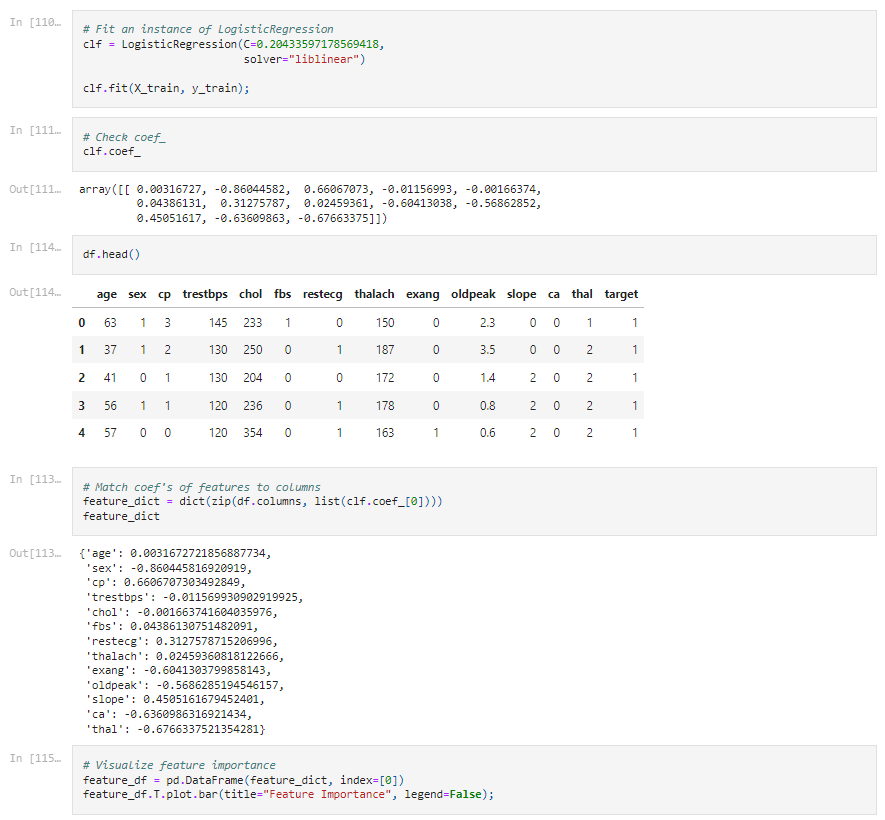 In [110…
# Fit an instance of LogisticRegression
clf = LogisticRegression(C=0.20433597178569418,
                         solver="liblinear")
clf.fit(X_train, y_train);
In [111…
# Check coef_
clf.coef_
Out[111…
array([[ 0.00316727, -0.86044582,  0.66067073, -0.01156993, -0.00166374,
         0.04386131,  0.31275787,  0.02459361, -0.60413038, -0.56862852,
         0.45051617, -0.63609863, -0.67663375]])
In [114…
df.head()
Out[114…
age sex cp trestbps chol fbs restecg thalach exang oldpeak slope ca thal target
0 63 1 3 145 233 1 0 150 0 2.3 0 0 1 1
1 37 1 2 130 250 0 1 187 0 3.5 0 0 2 1
2 41 0 1 130 204 0 0 172 0 1.4 2 0 2 1
3 56 1 1 120 236 0 1 178 0 0.8 2 0 2 1
4 57 0 0 120 354 0 1 163 1 0.6 2 0 2 1
In [113…
# Match coef's of features to columns
feature_dict = dict(zip(df.columns, list(clf.coef_[0])))
feature_dict
Out[113…
{'age': 0.0031672721856887734,
 'sex': -0.860445816920919,
 'cp': 0.6606707303492849,
 'trestbps': -0.011569930902919925,
 'chol': -0.001663741604035976,
 'fbs': 0.04386130751482091,
 'restecg': 0.3127578715206996,
 'thalach': 0.02459360818122666,
 'exang': -0.6041303799858143,
 'oldpeak': -0.5686285194546157,
 'slope': 0.4505161679452401,
 'ca': -0.6360986316921434,
 'thal': -0.6766337521354281}
In [115…
# Visualize feature importance
feature_df = pd.DataFrame(feature_dict, index=[0])
feature_df.T.plot.bar(title="Feature Importance", legend=False);